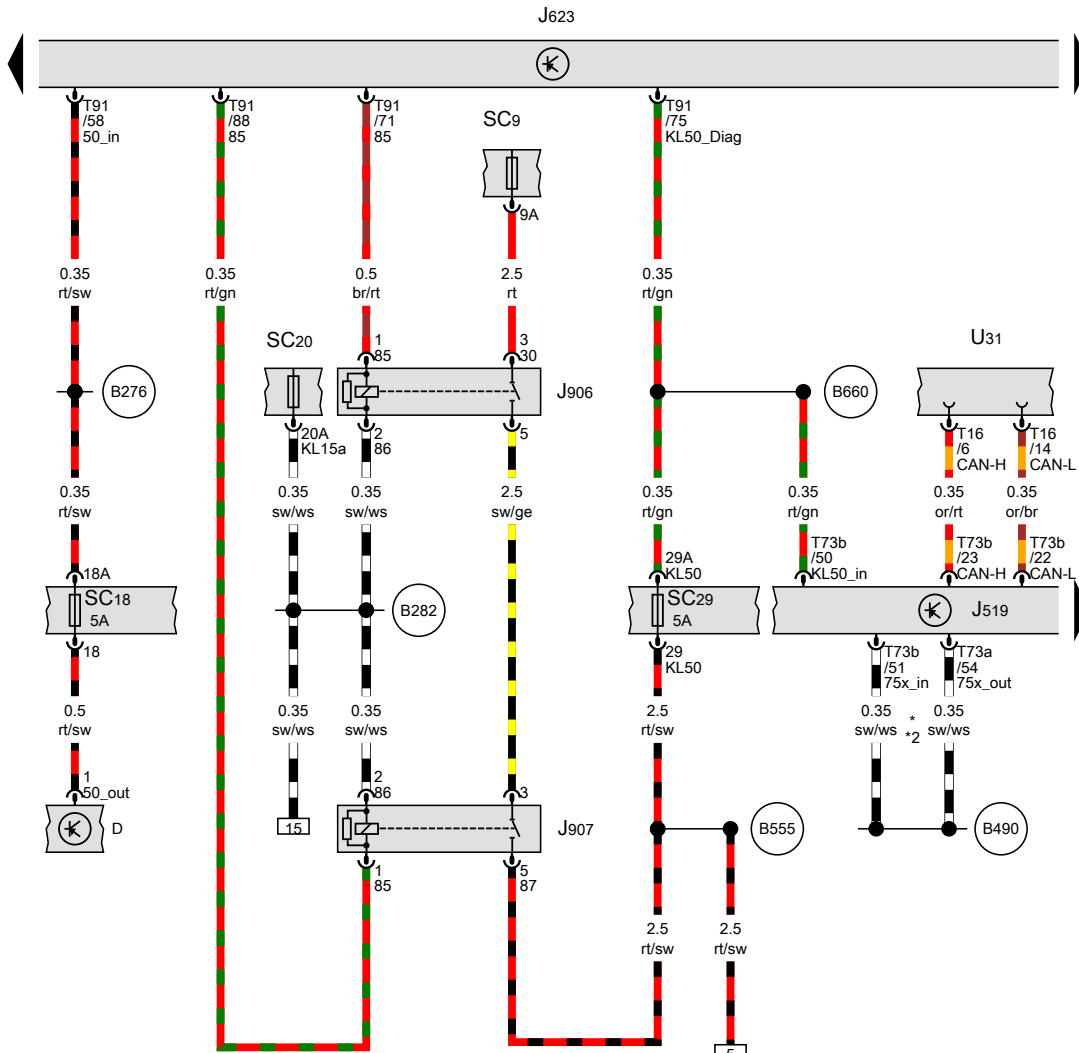 J623
T91
/58
50_in
T91
/88
85
T91
/71
85
T91
/75
KL50_Diag
SC9
9A
0.35
rt/sw
0.35
rt/gn
0.5
br/rt
2.5
rt
0.35
rt/gn
B276
SC20
1
85
3
30
J906
20A
KL15a
2
86
5
B660
U31
T16
/6
CAN-H
T16
/14
CAN-L
0.35
rt/sw
0.35
sw/ws
0.35
sw/ws
2.5
sw/ge
0.35
rt/gn
0.35
rt/gn
0.35
or/rt
0.35
or/br
18A
SC18
5A
18
B282
29A
KL50
SC29
5A
29
KL50
T73b
/50
KL50_in
T73b
/23
CAN-H
T73b
/22
CAN-L
J519
T73b
/51
75x_in
T73a
/54
75x_out
0.5
rt/sw
0.35
sw/ws
0.35
sw/ws
2.5
rt/sw
0.35
sw/ws
*
*2
0.35
sw/ws
1
50_out
D
15
2
86
3
J907
1
85
5
87
B555
B490
2.5
rt/sw
2.5
rt/sw